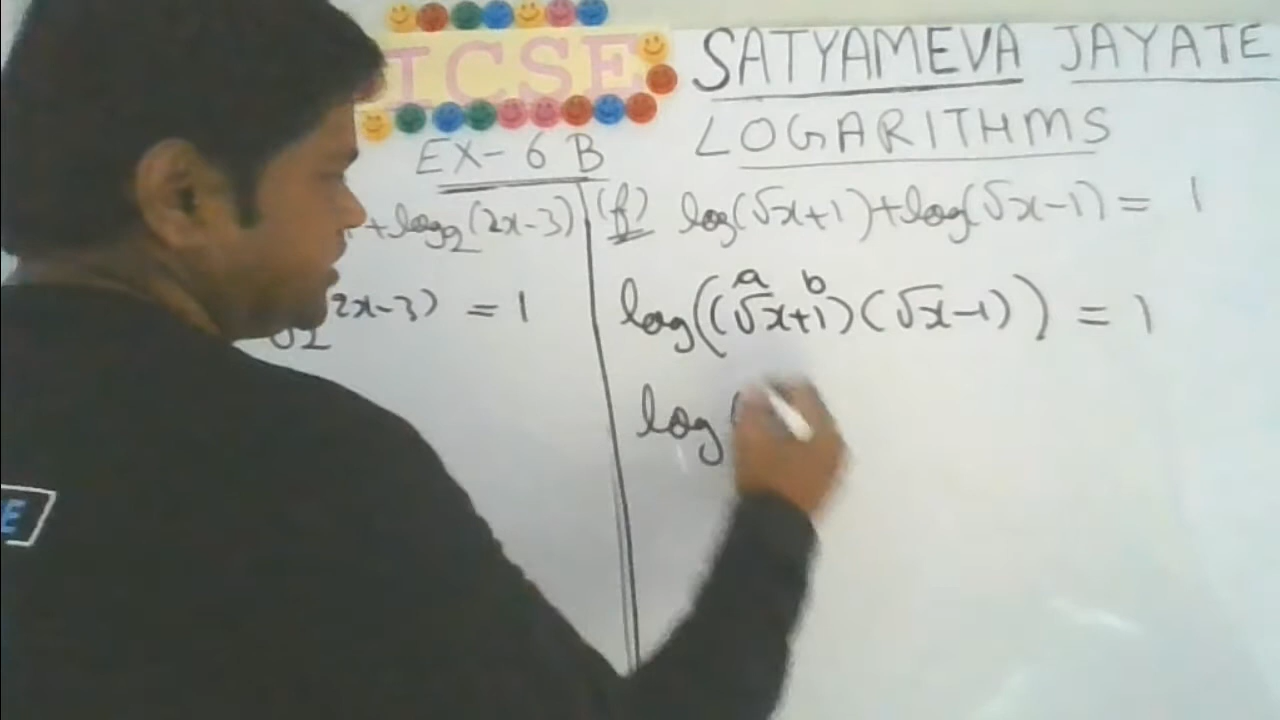 ICSE
SATYAMEVA JAYATE
LOGARITHMS
EX-6 B
+ log₂(2x-3)
2x-3) = 1
(f) log(√x+1)+log(√x-1) = 1
a b
log((√x+1)(√x-1)) = 1
log(
E